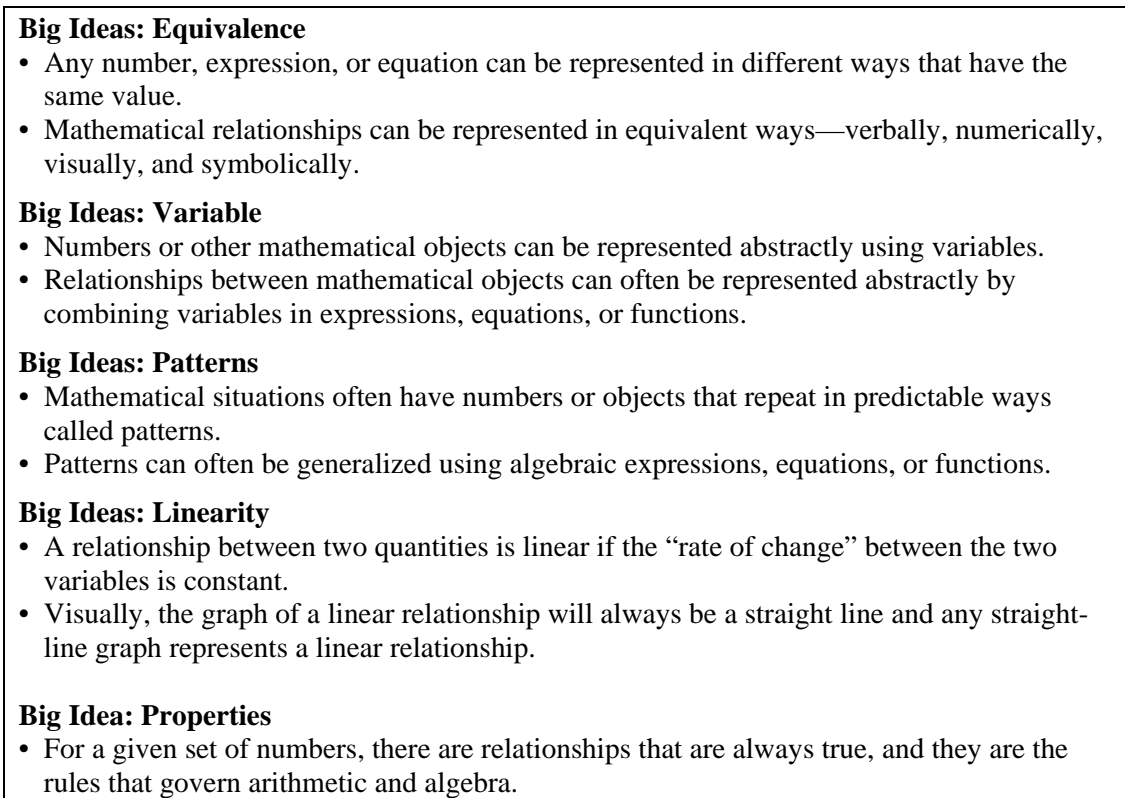 Big Ideas: Equivalence
• Any number, expression, or equation can be represented in different ways that have the
same value.
• Mathematical relationships can be represented in equivalent ways—verbally, numerically,
visually, and symbolically.
Big Ideas: Variable
• Numbers or other mathematical objects can be represented abstractly using variables.
• Relationships between mathematical objects can often be represented abstractly by
combining variables in expressions, equations, or functions.
Big Ideas: Patterns
• Mathematical situations often have numbers or objects that repeat in predictable ways
called patterns.
• Patterns can often be generalized using algebraic expressions, equations, or functions.
Big Ideas: Linearity
• A relationship between two quantities is linear if the “rate of change” between the two
variables is constant.
• Visually, the graph of a linear relationship will always be a straight line and any straight-
line graph represents a linear relationship.
Big Idea: Properties
• For a given set of numbers, there are relationships that are always true, and they are the
rules that govern arithmetic and algebra.